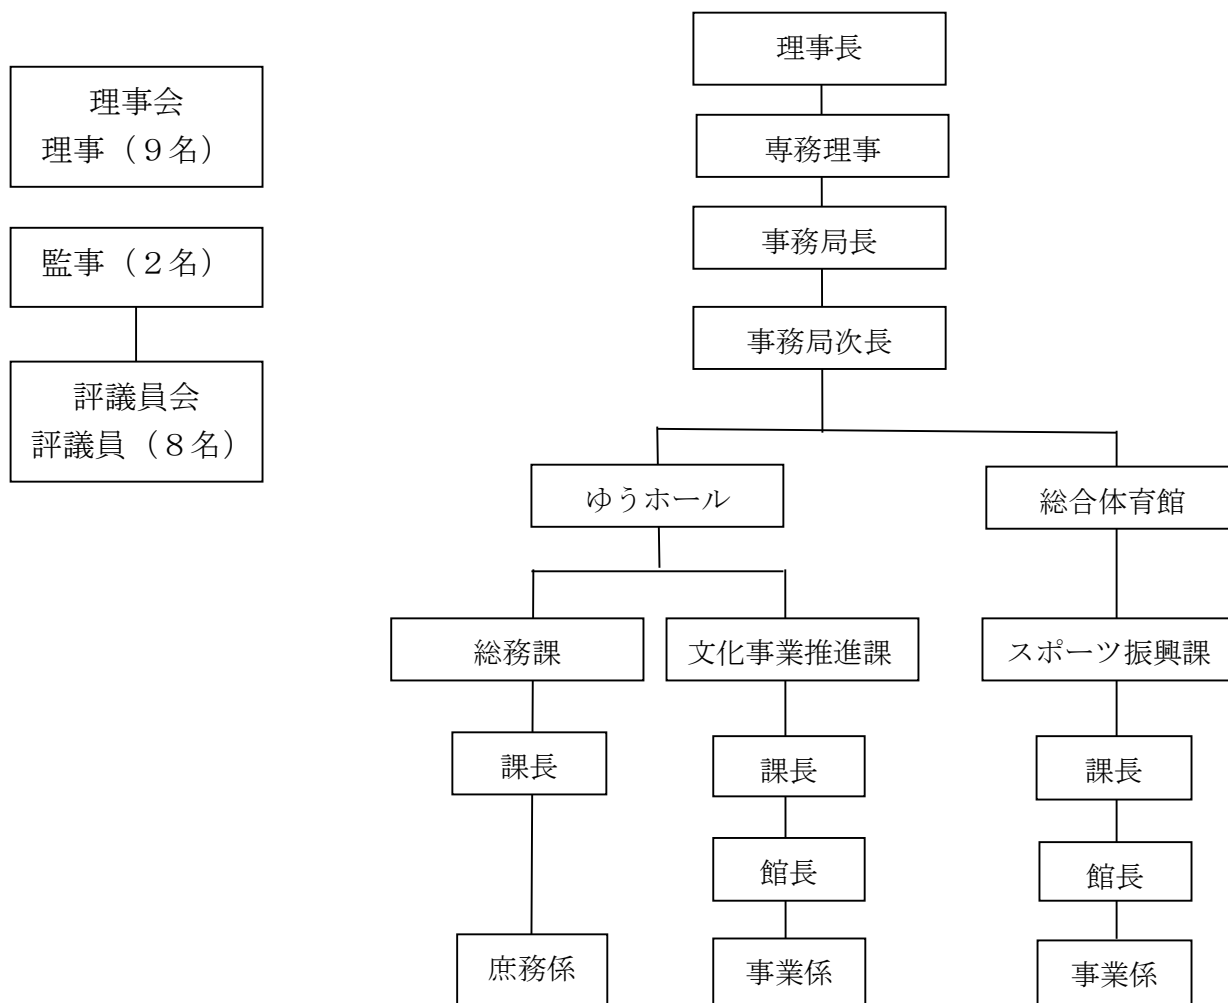 理事会
理事（９名）
監事（２名）
評議員会
評議員（８名）
理事長
専務理事
事務局長
事務局次長
ゆうホール
総合体育館
総務課
文化事業推進課
スポーツ振興課
課長
課長
課長
館長
館長
庶務係
事業係
事業係